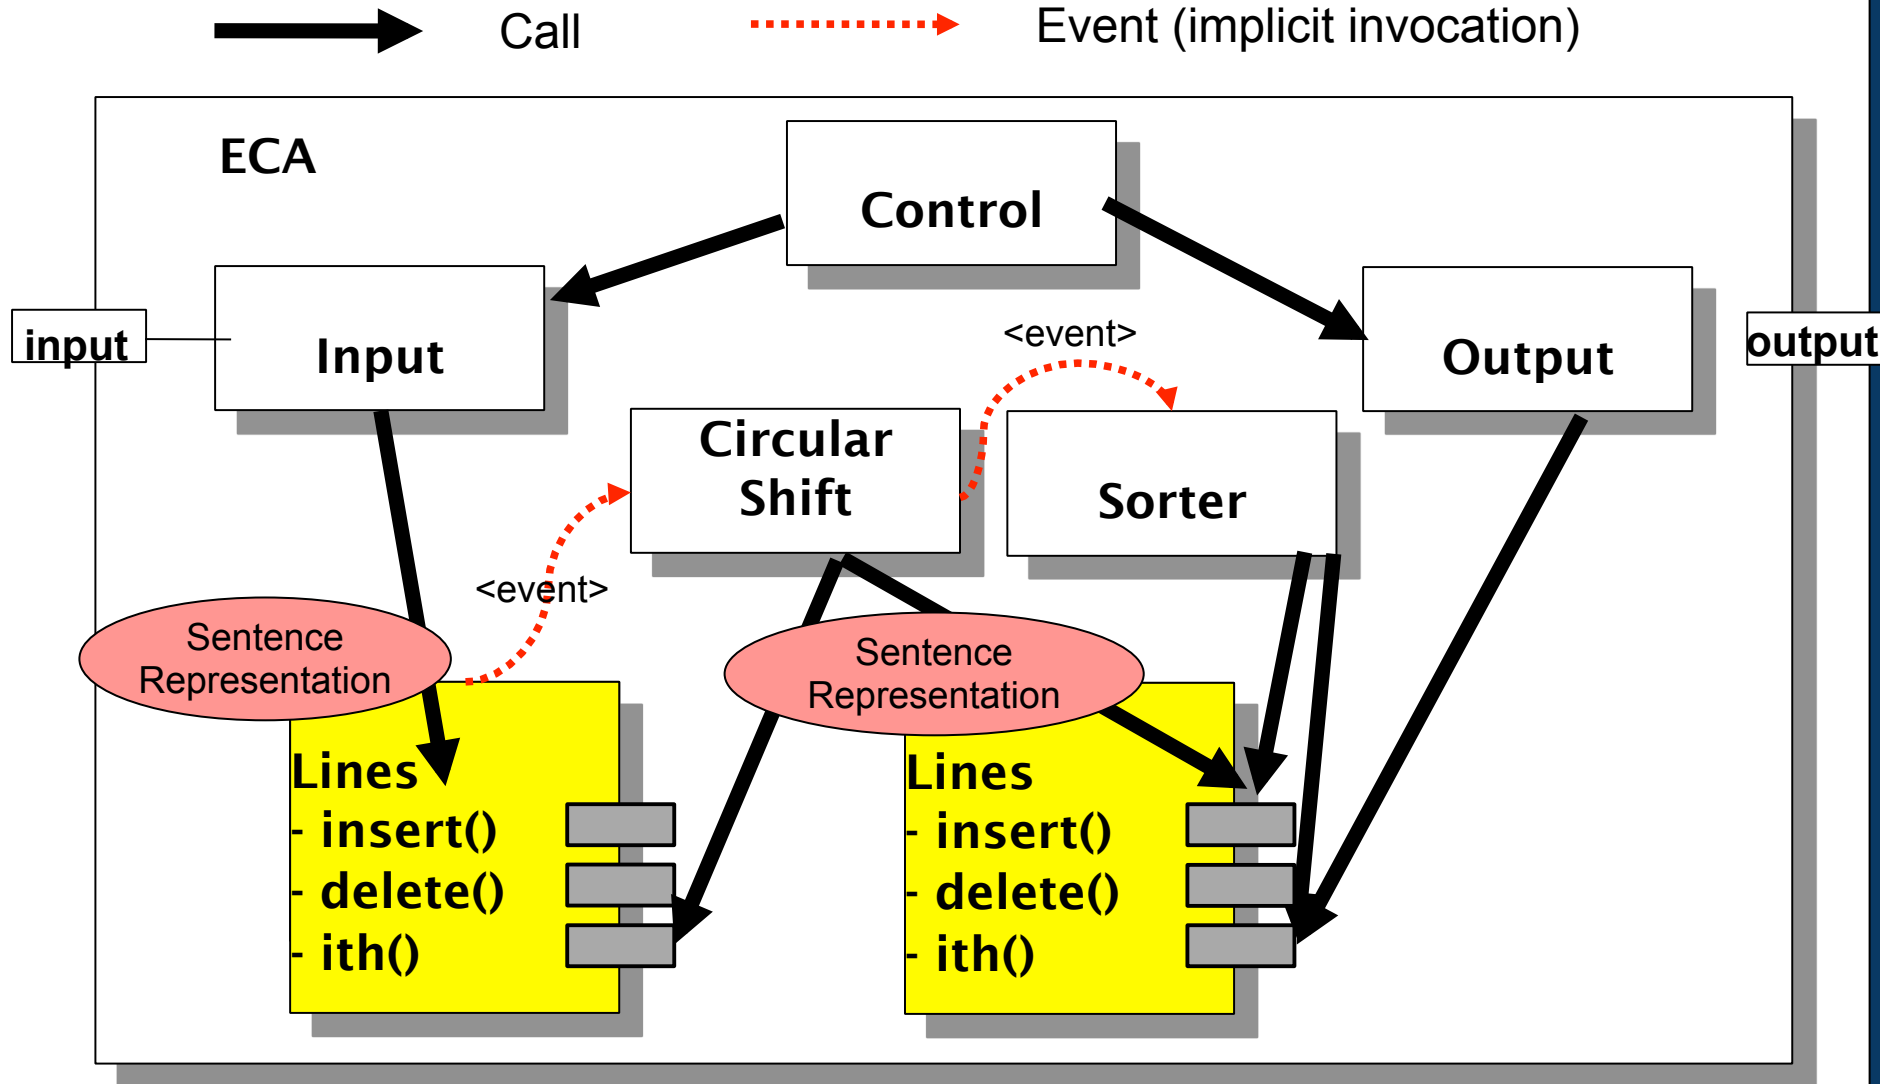 Call
Event (implicit invocation)
ECA
Control
input
Input
<event>
Output
output
Circular
Shift
Sorter
<event>
Sentence
Representation
Sentence
Representation
Lines
- insert()
- delete()
- ith()
Lines
- insert()
- delete()
- ith()